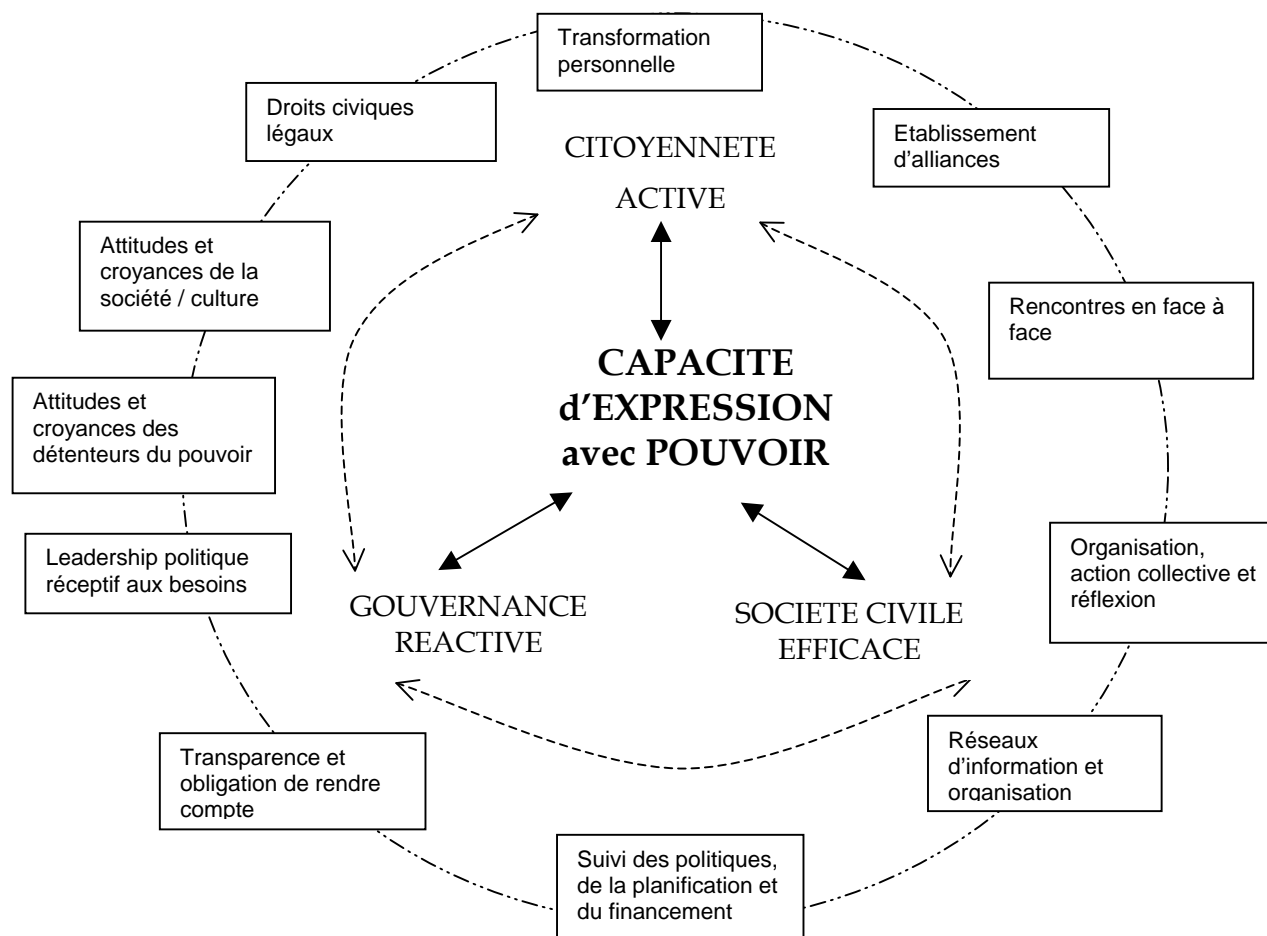 Transformation
personnelle
Droits civiques
légaux
Etablissement
d'alliances
CITOYENNETE
ACTIVE
Attitudes et
croyances de la
société / culture
Rencontres en face à
face
CAPACITE
d'EXPRESSION
avec POUVOIR
Attitudes et
croyances des
détenteurs du pouvoir
Leadership politique
réceptif aux besoins
Organisation,
action collective et
réflexion
GOUVERNANCE
REACTIVE
SOCIETE CIVILE
EFFICACE
Transparence et
obligation de rendre
compte
Réseaux
d'information et
organisation
Suivi des politiques,
de la planification et
du financement